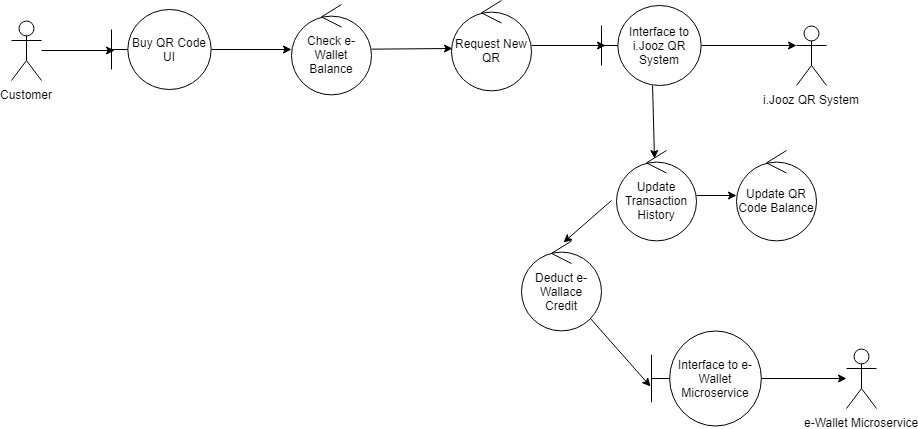 Customer
Buy QR Code
UI
Check e-
Wallet
Balance
Request New
QR
Interface to
i.Jooz QR
System
i.Jooz QR System
Update
Transaction
History
Update QR
Code Balance
Deduct e-
Wallace
Credit
Interface to e-
Wallet
Microservice
e-Wallet Microservice